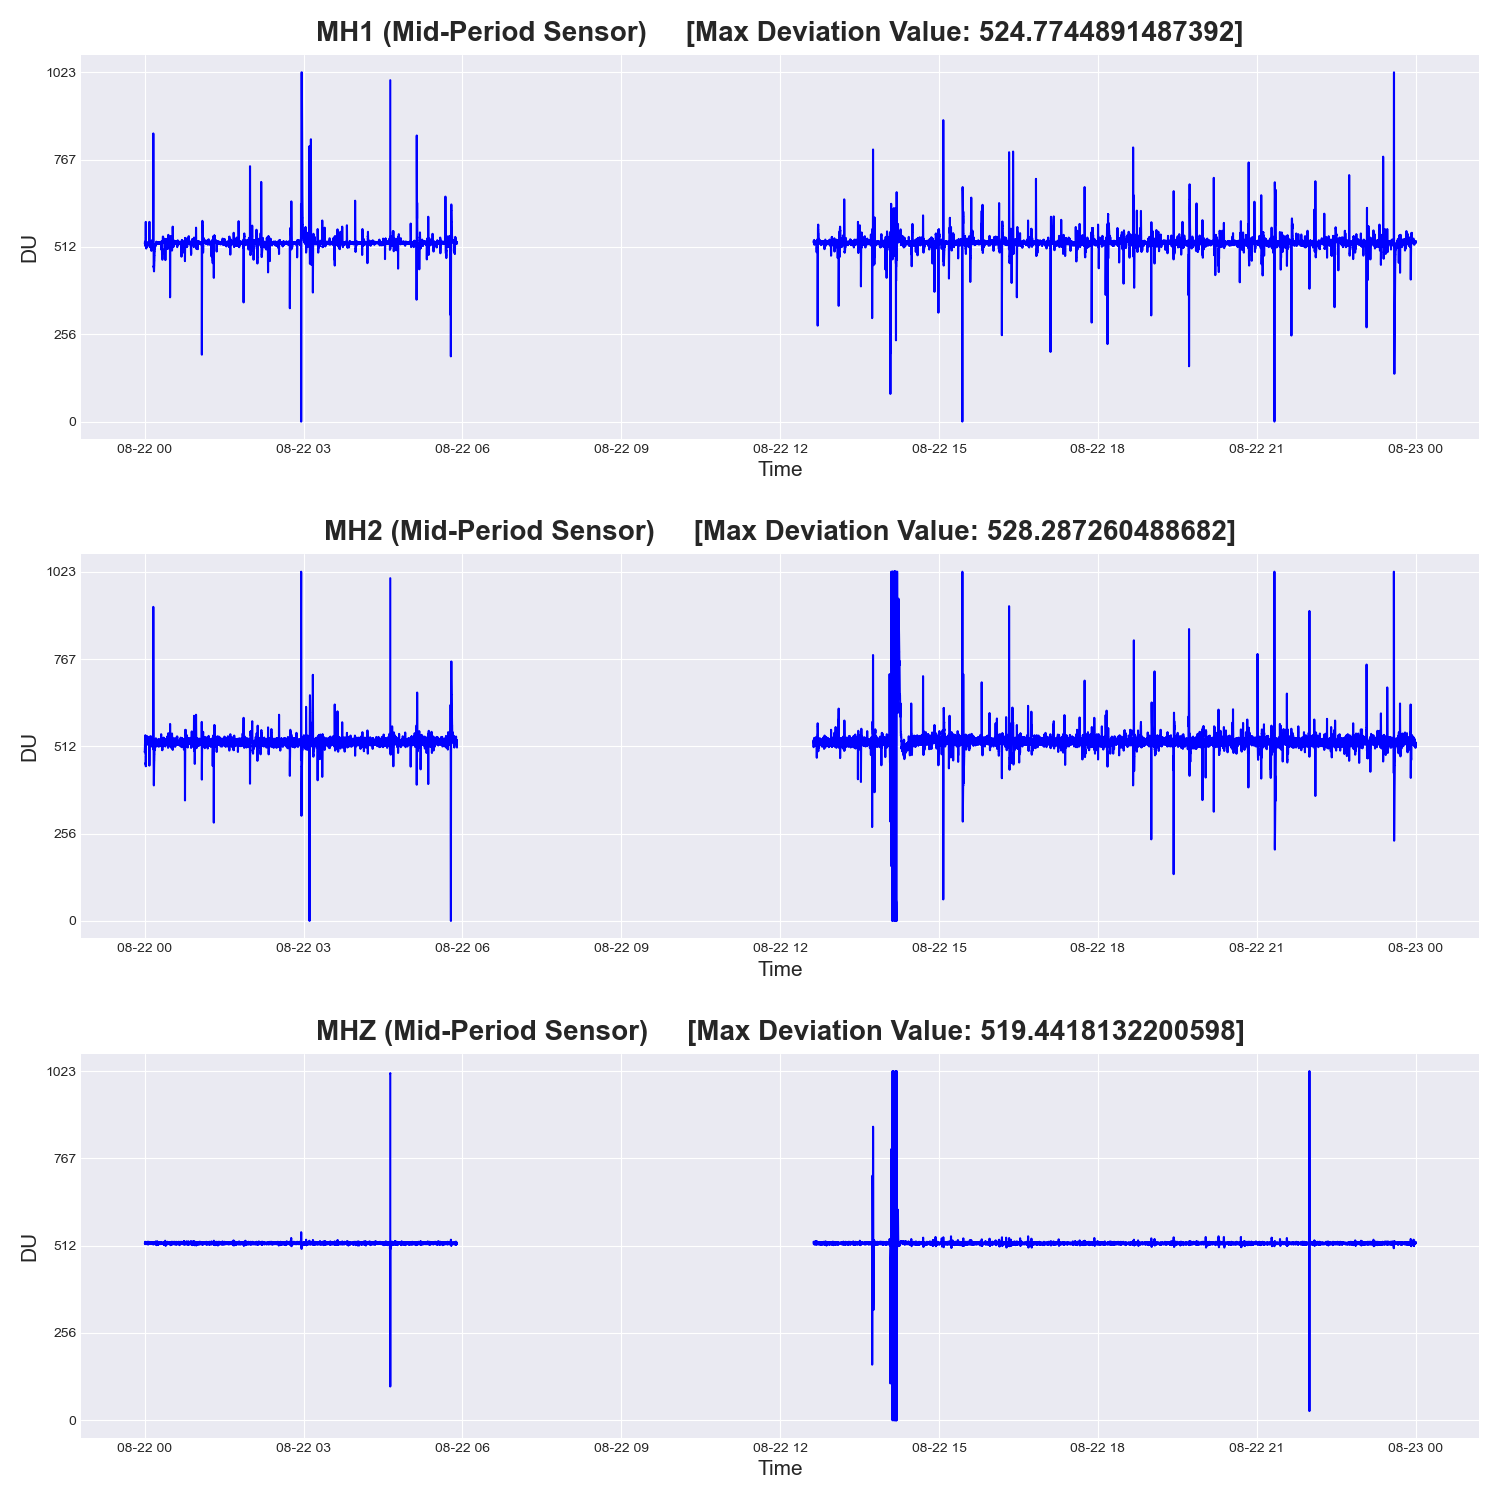 MH1 (Mid-Period Sensor) [Max Deviation Value: 524.7744891487392]
1023
767
512
256
0
DU
08-22 00 08-22 03 08-22 06 08-22 09 08-22 12 08-22 15 08-22 18 08-22 21 08-23 00
Time
MH2 (Mid-Period Sensor) [Max Deviation Value: 528.287260488682]
1023
767
512
256
0
DU
08-22 00 08-22 03 08-22 06 08-22 09 08-22 12 08-22 15 08-22 18 08-22 21 08-23 00
Time
MHZ (Mid-Period Sensor) [Max Deviation Value: 519.4418132200598]
1023
767
512
256
0
DU
08-22 00 08-22 03 08-22 06 08-22 09 08-22 12 08-22 15 08-22 18 08-22 21 08-23 00
Time